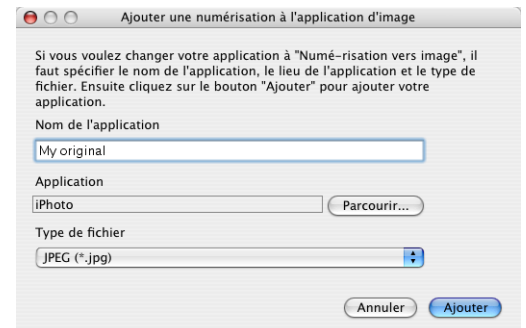 Ajouter une numérisation à l'application d'image
Si vous voulez changer votre application à "Numé-risation vers image", il
faut spécifier le nom de l'application, le lieu de l'application et le type de
fichier. Ensuite cliquez sur le bouton "Ajouter" pour ajouter votre
application.
Nom de l'application
My original
Application
iPhoto
Parcourir...
Type de fichier
JPEG (*.jpg)
Annuler
Ajouter